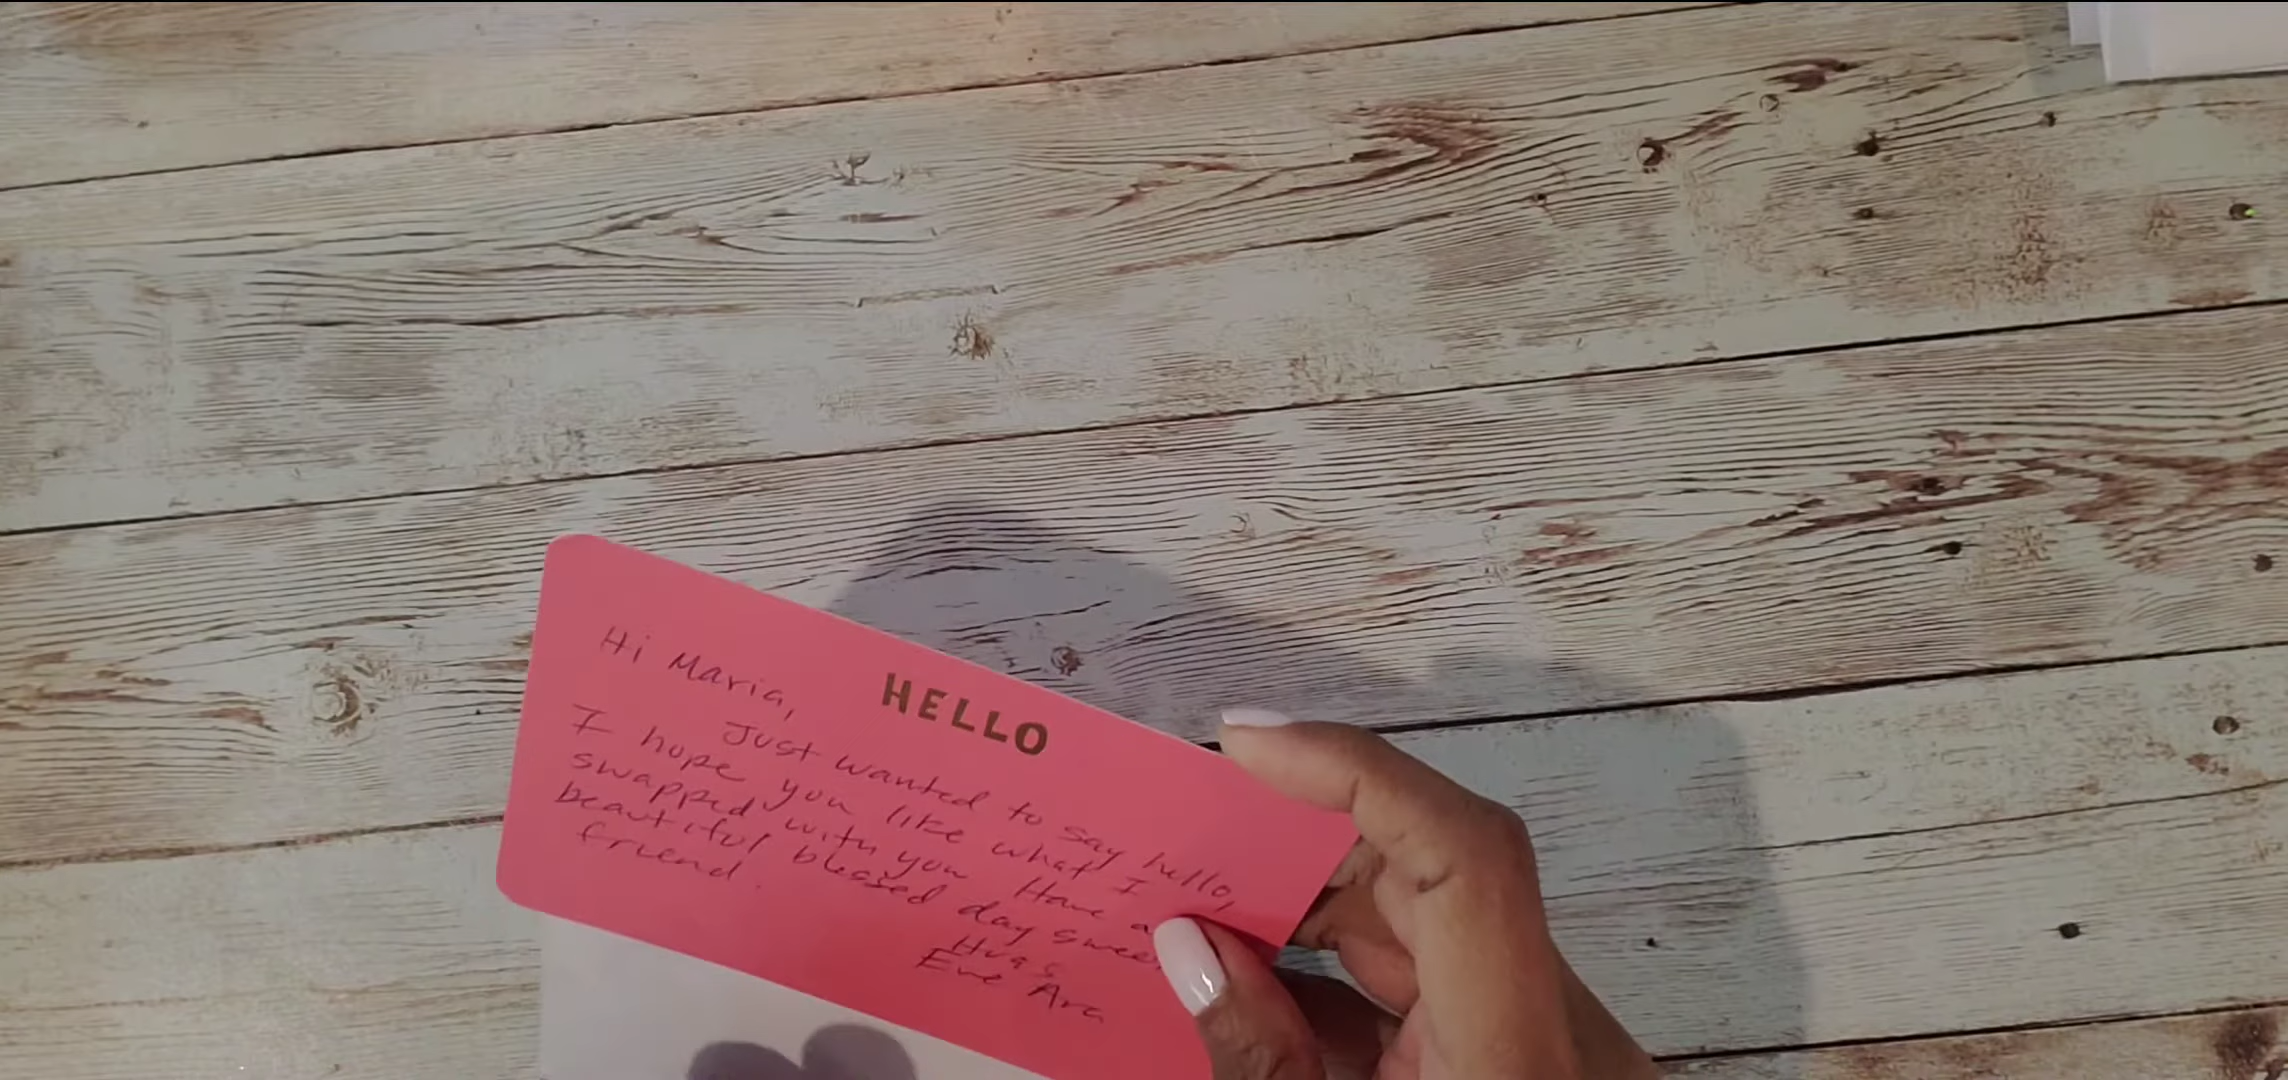 HELLO
Hi Maria,
Just wanted to say hello,
I hope you like what I
swapped with you Have a
beautiful blessed day sweet
friend.
Hugs
Eve Ara